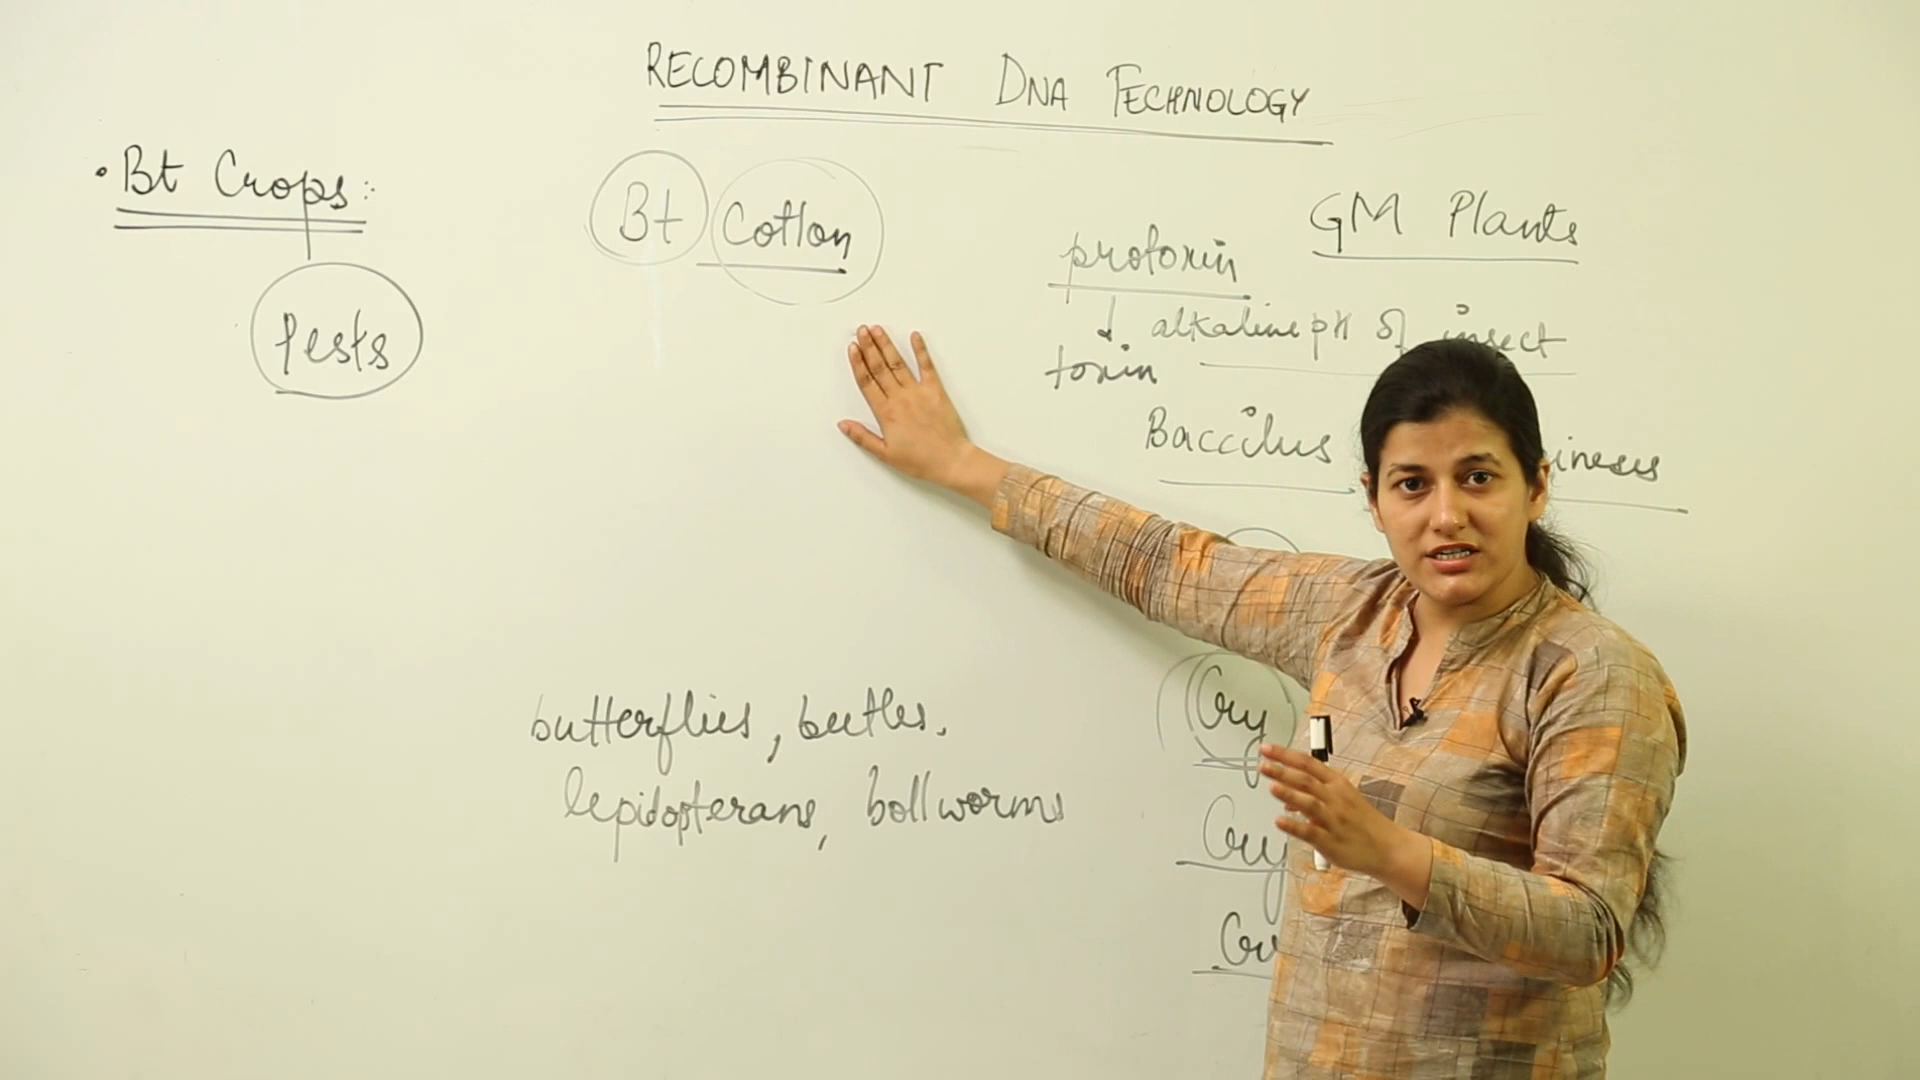 RECOMBINANT DNA TECHNOLOGY
• Bt Crops:
Pests
Bt Cotton
GM Plants
protoxin
↓ alkaline pH of insect
toxin
Baccilus
butterflies, beetles,
lepidopterans, bollworms
Cry
Cry